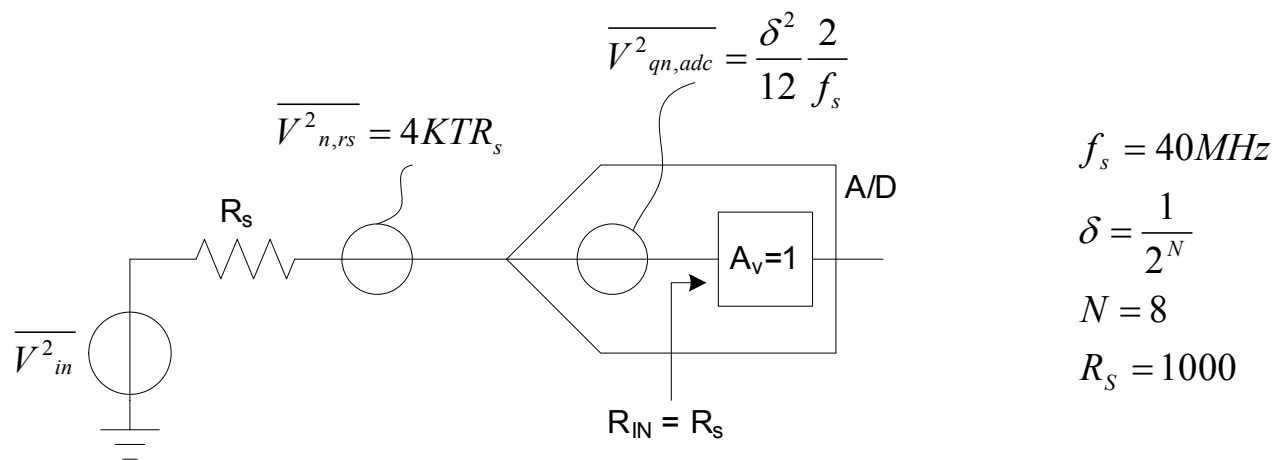 V²qn,adc = δ²/12 2/fs
V²n,rs = 4KTRs
fs = 40MHz
A/D
Rs
δ = 1/2^N
Av=1
N = 8
V²in
RS = 1000
RIN = Rs